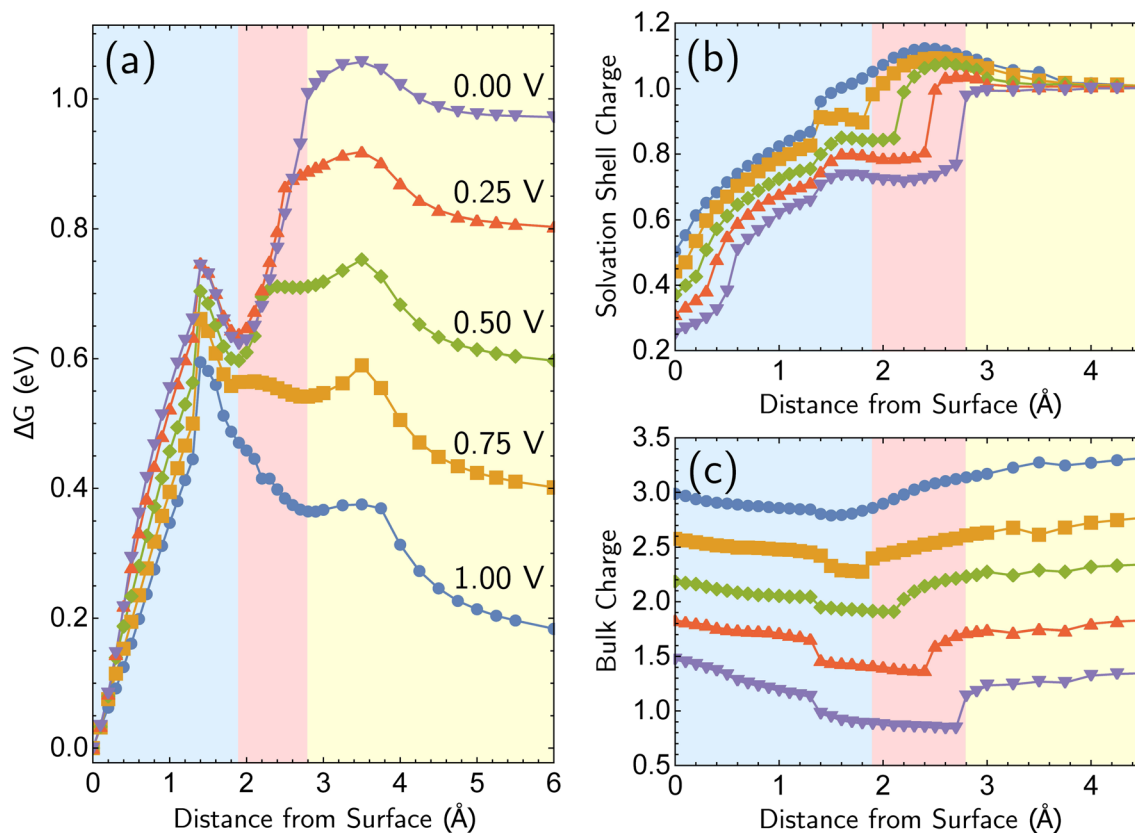 (a)
0.00 V
0.25 V
0.50 V
0.75 V
1.00 V
ΔG (eV)
1.0
0.8
0.6
0.4
0.2
0.0
0 1 2 3 4 5 6
Distance from Surface (Å)
(b)
Solvation Shell Charge
1.2
1.0
0.8
0.6
0.4
0.2
0 1 2 3 4
Distance from Surface (Å)
(c)
Bulk Charge
3.5
3.0
2.5
2.0
1.5
1.0
0.5
0 1 2 3 4
Distance from Surface (Å)